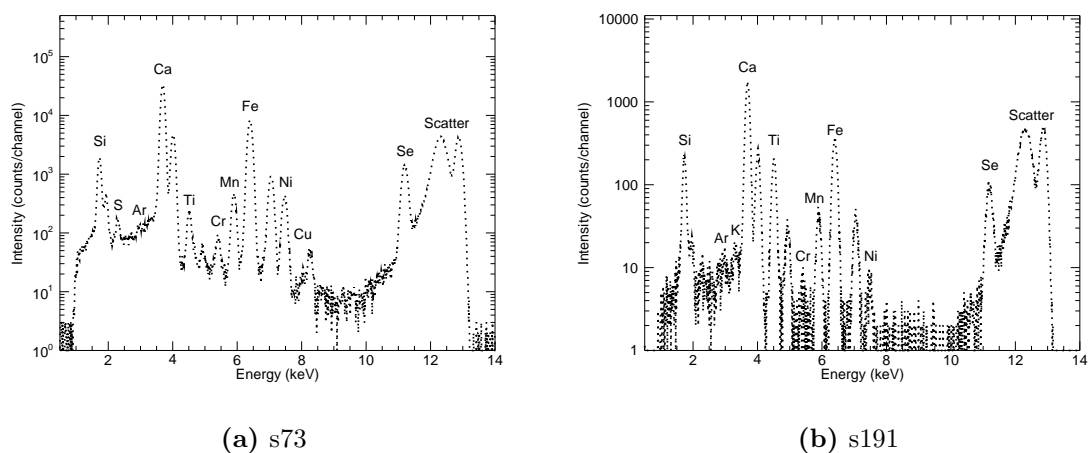 Intensity (counts/channel)
10^5
10^4
10^3
10^2
10^1
10^0
Si
S
Ar
Ca
Ti
Cr
Mn
Fe
Ni
Cu
Se
Scatter
2 4 6 8 10 12 14
Energy (keV)
(a) s73
Intensity (counts/channel)
10000
1000
100
10
1
Si
Ar
K
Ca
Ti
Cr
Mn
Fe
Ni
Se
Scatter
2 4 6 8 10 12 14
Energy (keV)
(b) s191